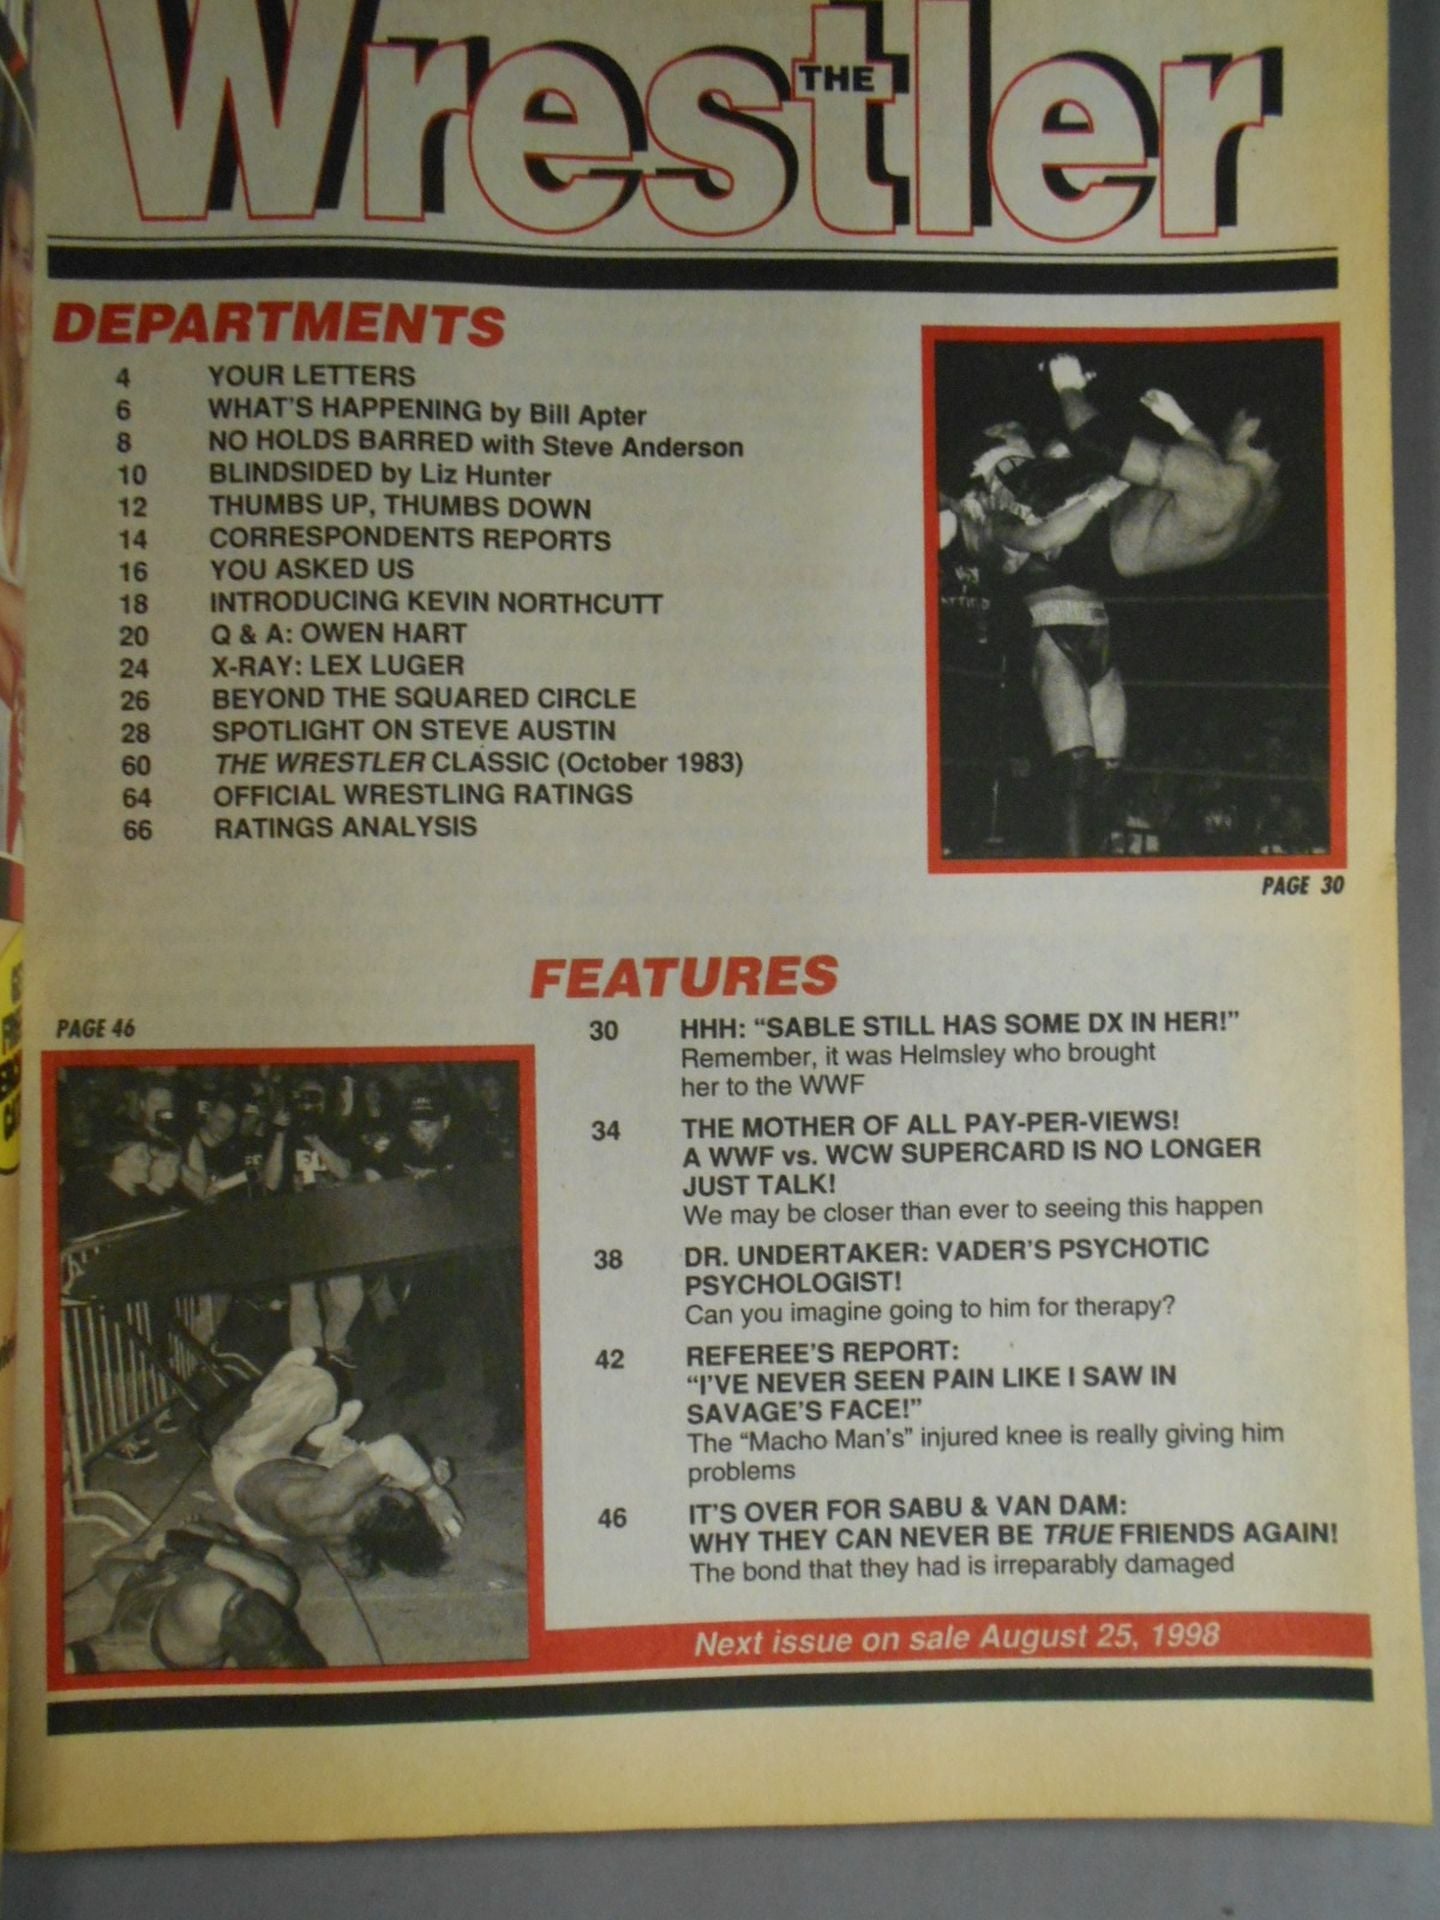 THE
Wrestler
DEPARTMENTS
4 YOUR LETTERS
6 WHAT'S HAPPENING by Bill Apter
8 NO HOLDS BARRED with Steve Anderson
10 BLINDSIDED by Liz Hunter
12 THUMBS UP, THUMBS DOWN
14 CORRESPONDENTS REPORTS
16 YOU ASKED US
18 INTRODUCING KEVIN NORTHCUTT
20 Q & A: OWEN HART
24 X-RAY: LEX LUGER
26 BEYOND THE SQUARED CIRCLE
28 SPOTLIGHT ON STEVE AUSTIN
60 THE WRESTLER CLASSIC (October 1983)
64 OFFICIAL WRESTLING RATINGS
66 RATINGS ANALYSIS
PAGE 30
FEATURES
PAGE 46
30 HHH: “SABLE STILL HAS SOME DX IN HER!”
Remember, it was Helmsley who brought
her to the WWF
34 THE MOTHER OF ALL PAY-PER-VIEWS!
A WWF vs. WCW SUPERCARD IS NO LONGER
JUST TALK!
We may be closer than ever to seeing this happen
38 DR. UNDERTAKER: VADER'S PSYCHOTIC
PSYCHOLOGIST!
Can you imagine going to him for therapy?
42 REFEREE'S REPORT:
“I'VE NEVER SEEN PAIN LIKE I SAW IN
SAVAGE'S FACE!”
The “Macho Man's” injured knee is really giving him
problems
46 IT'S OVER FOR SABU & VAN DAM:
WHY THEY CAN NEVER BE TRUE FRIENDS AGAIN!
The bond that they had is irreparably damaged
Next issue on sale August 25, 1998